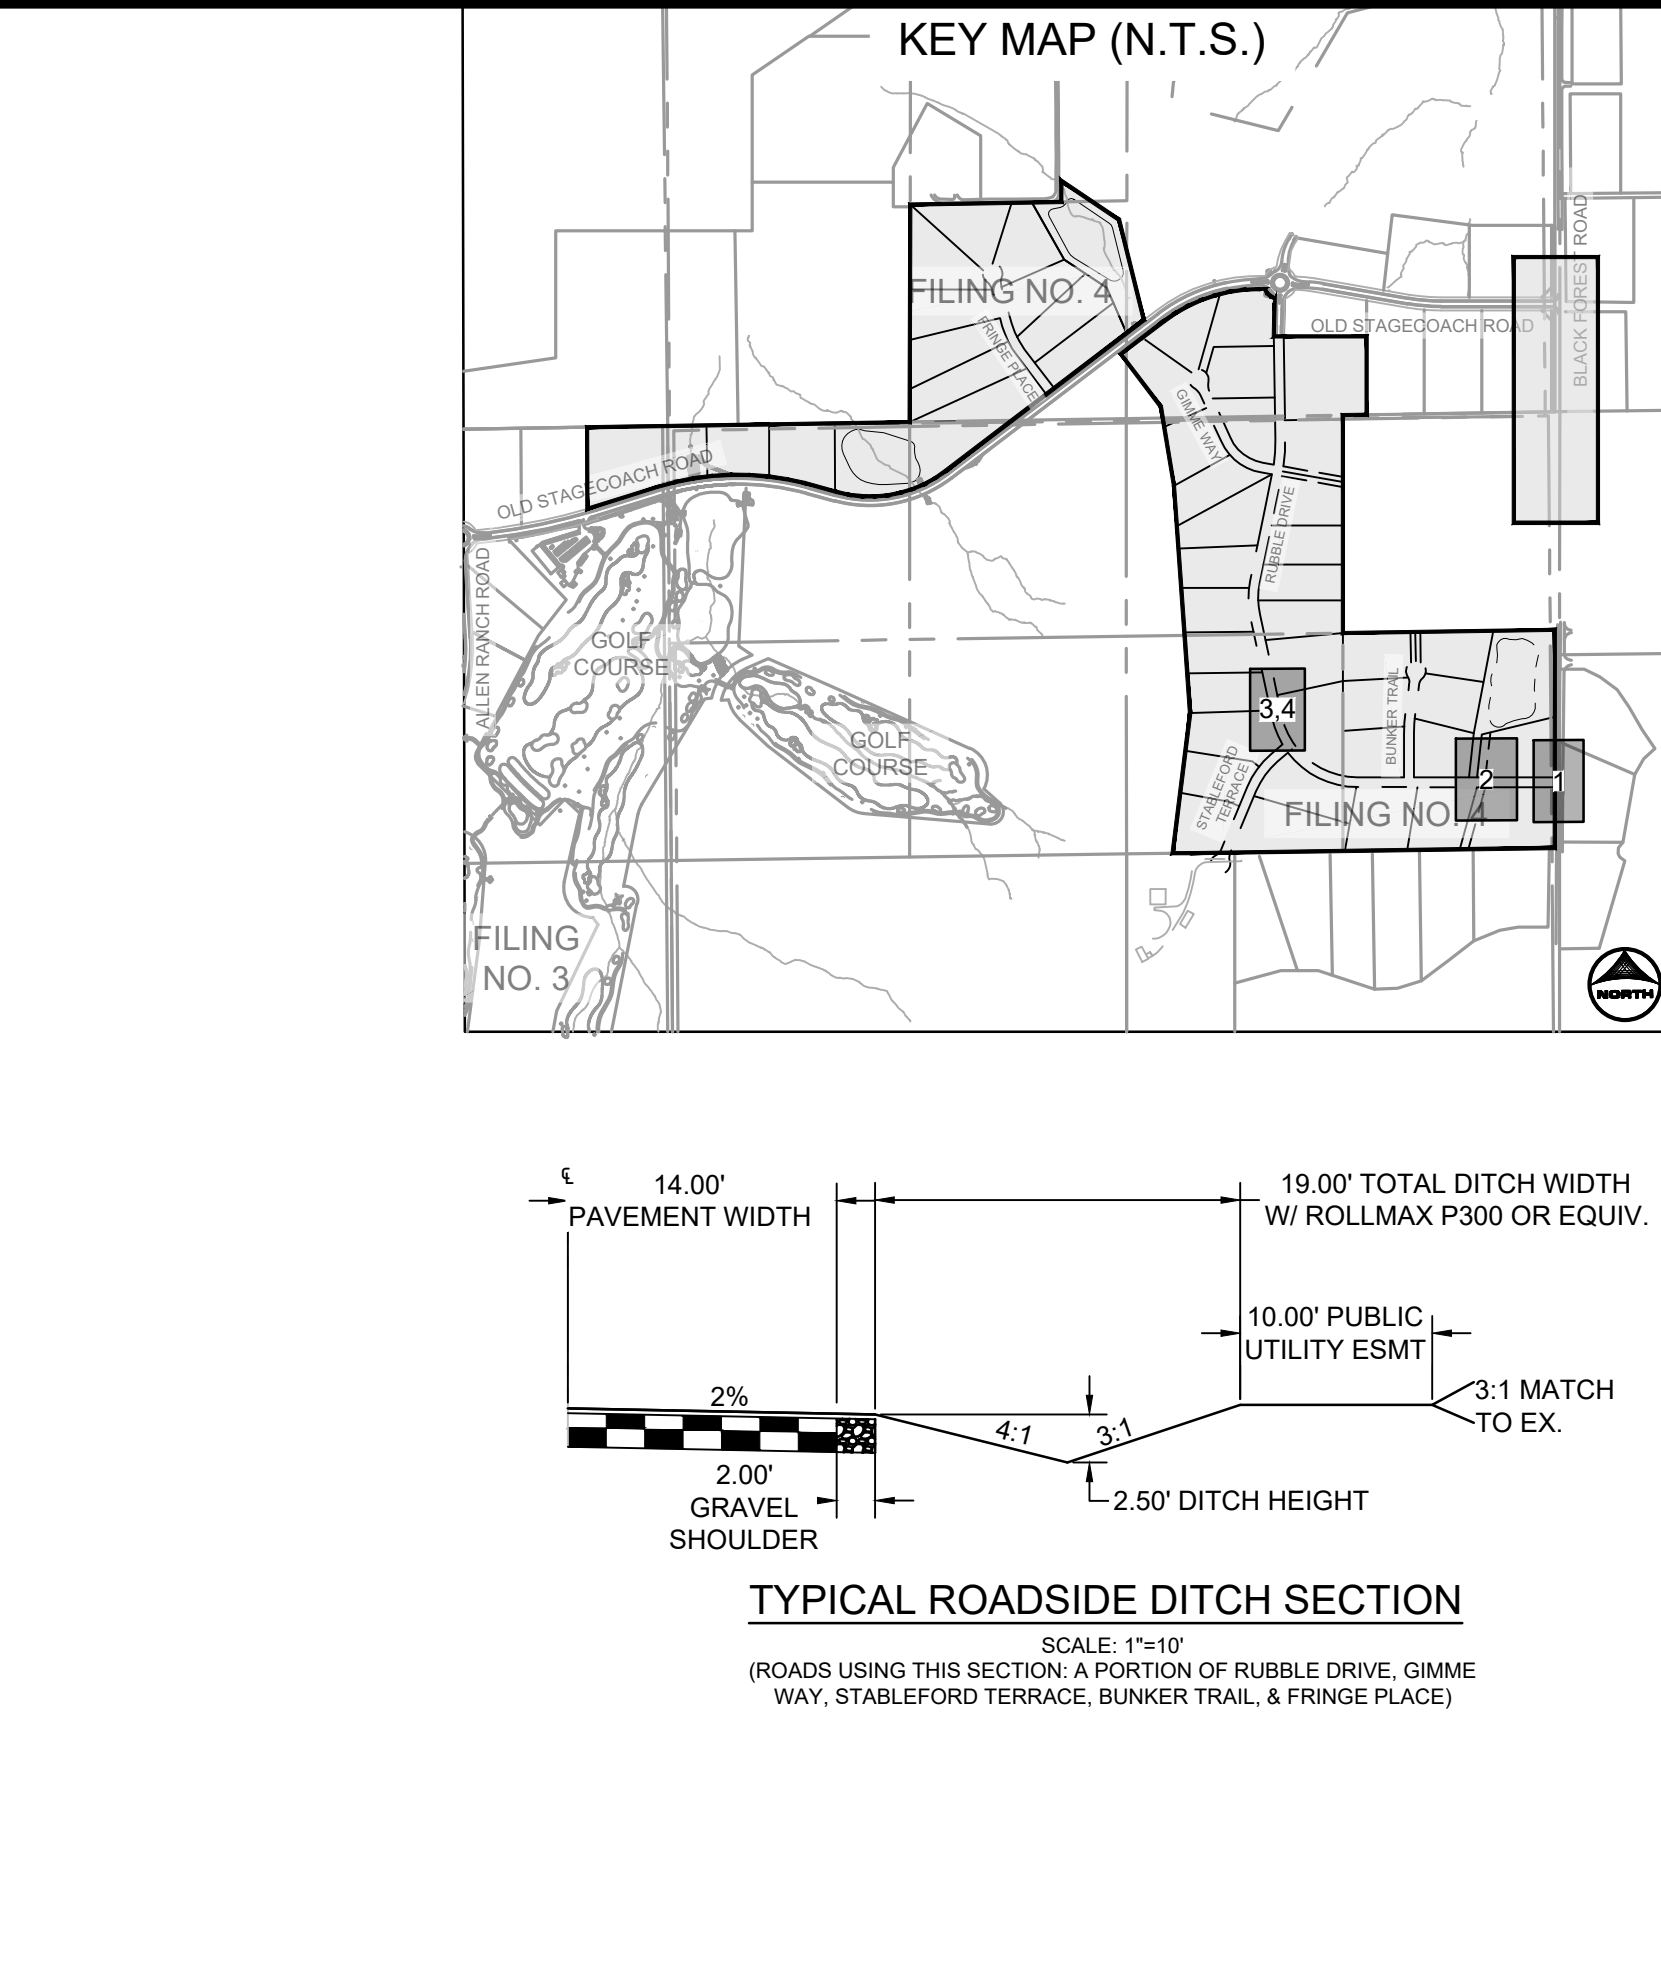 KEY MAP (N.T.S.)
BLACK FOREST ROAD
FILING NO. 4
OLD STAGECOACH ROAD
FRINGE PLACE
GIMME WAY
OLD STAGECOACH ROAD
RUBBLE DRIVE
ALLEN RANCH ROAD
GOLF
COURSE
BUNKER TRAIL
3,4
GOLF
COURSE
STABLEFORD
TERRACE
2
1
FILING NO. 4
FILING
NO. 3
NORTH
℄
14.00'
PAVEMENT WIDTH
19.00' TOTAL DITCH WIDTH
W/ ROLLMAX P300 OR EQUIV.
10.00' PUBLIC
UTILITY ESMT
2%
4:1
3:1
3:1 MATCH
TO EX.
2.00'
GRAVEL
SHOULDER
2.50' DITCH HEIGHT
TYPICAL ROADSIDE DITCH SECTION
SCALE: 1"=10'
(ROADS USING THIS SECTION: A PORTION OF RUBBLE DRIVE, GIMME
WAY, STABLEFORD TERRACE, BUNKER TRAIL, & FRINGE PLACE)